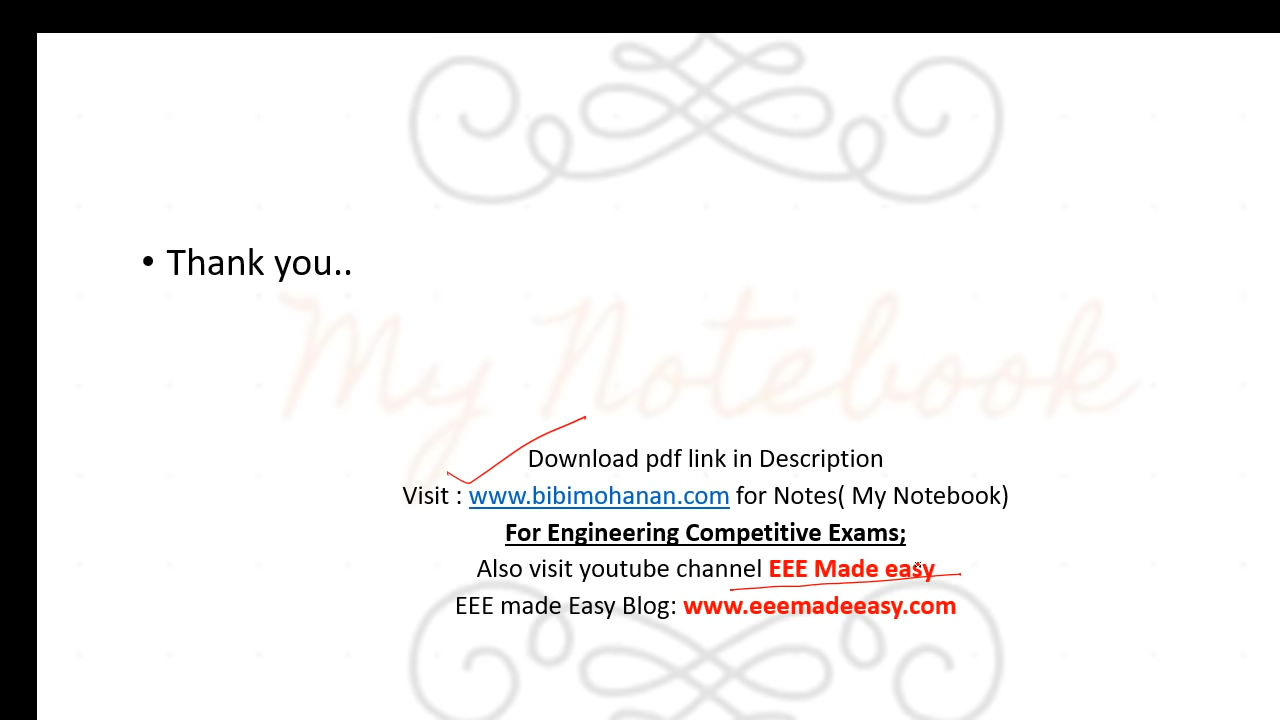 • Thank you..
My Notebook
Download pdf link in Description
Visit : www.bibimohanan.com for Notes( My Notebook)
For Engineering Competitive Exams;
Also visit youtube channel EEE Made easy
EEE made Easy Blog: www.eeemadeeasy.com